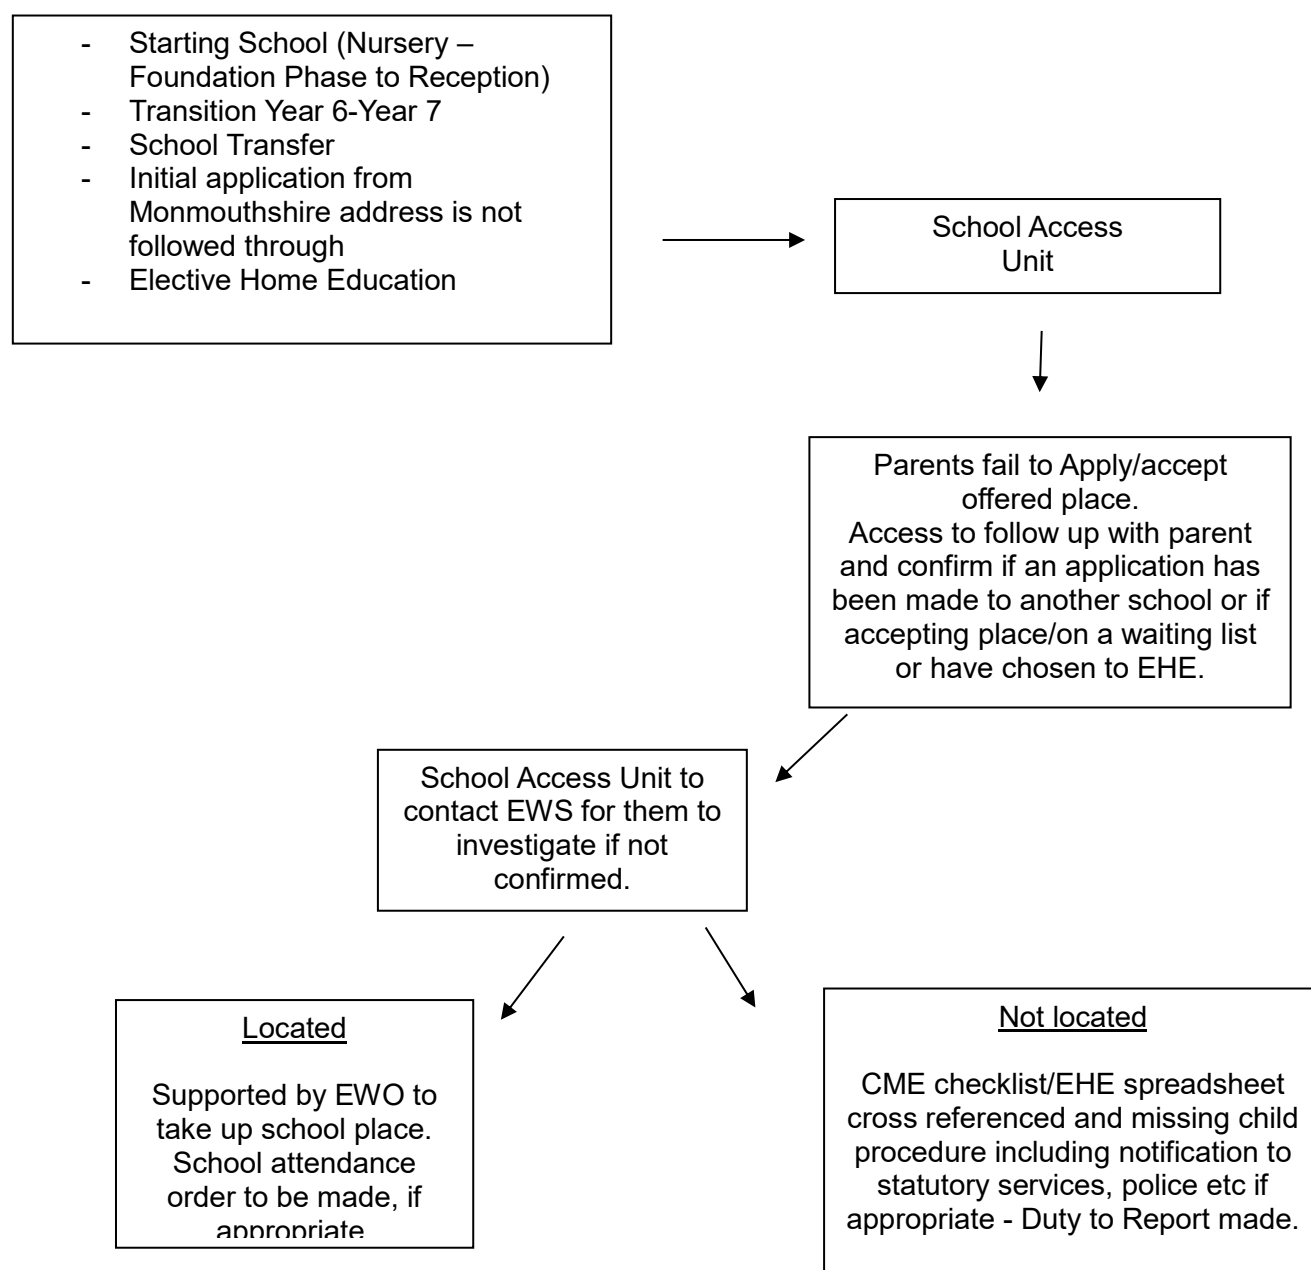 - Starting School (Nursery –
Foundation Phase to Reception)
- Transition Year 6-Year 7
- School Transfer
- Initial application from
Monmouthshire address is not
followed through
- Elective Home Education
School Access
Unit
Parents fail to Apply/accept
offered place.
Access to follow up with parent
and confirm if an application has
been made to another school or if
accepting place/on a waiting list
or have chosen to EHE.
School Access Unit to
contact EWS for them to
investigate if not
confirmed.
Located
Supported by EWO to
take up school place.
School attendance
order to be made, if
appropriate
Not located
CME checklist/EHE spreadsheet
cross referenced and missing child
procedure including notification to
statutory services, police etc if
appropriate - Duty to Report made.